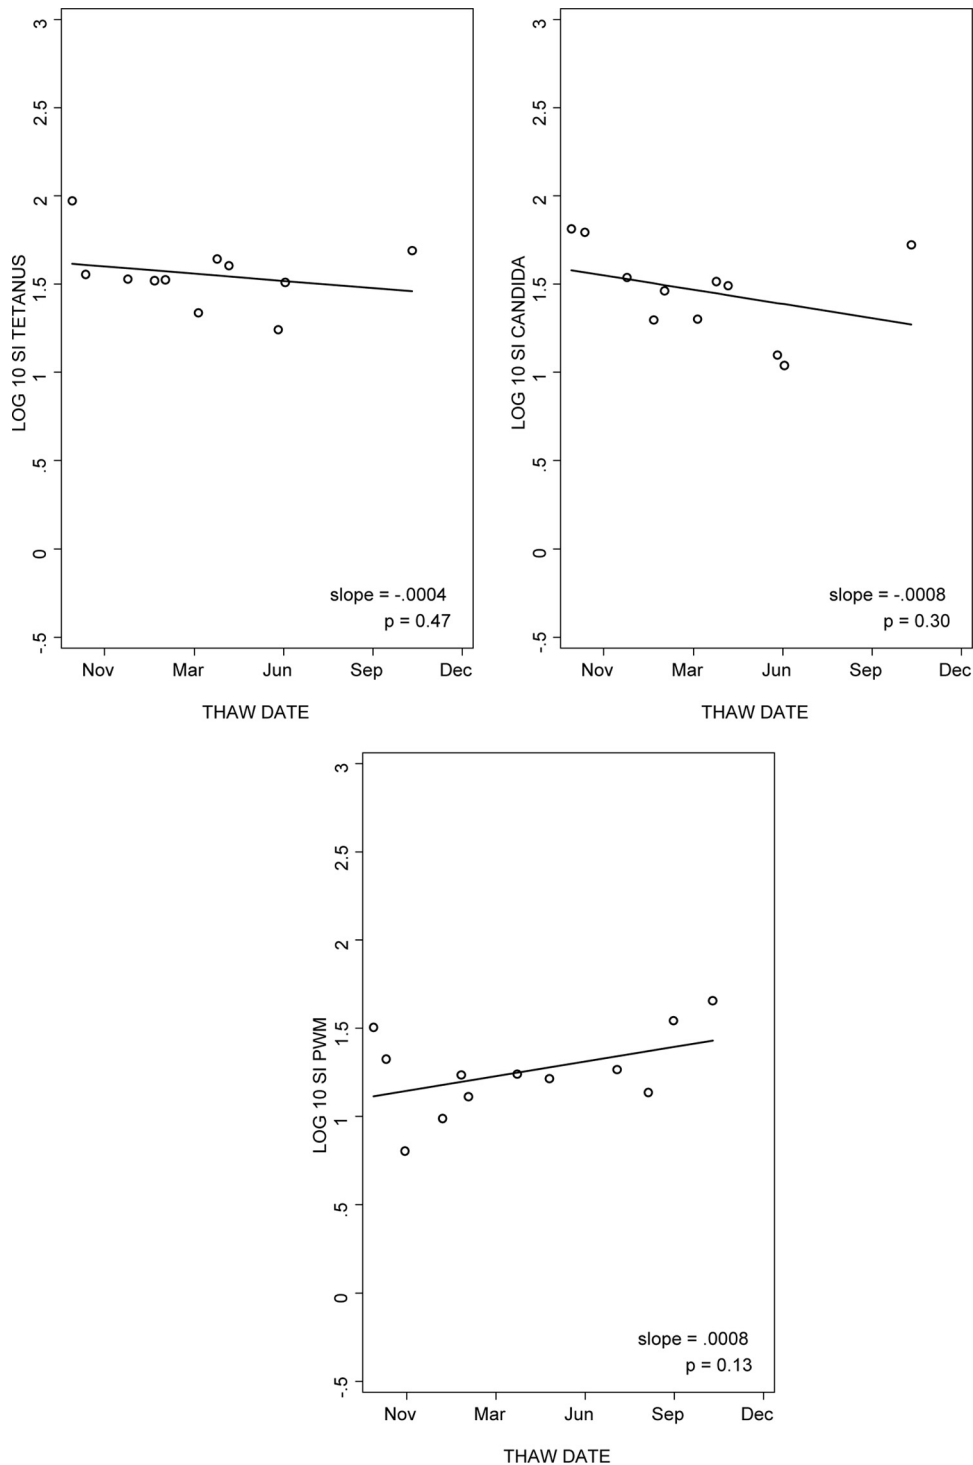 3
2.5
2
1.5
1
.5
0
-.5
LOG 10 SI TETANUS
slope = -.0004
p = 0.47
Nov Mar Jun Sep Dec
THAW DATE
3
2.5
2
1.5
1
.5
0
-.5
LOG 10 SI CANDIDA
slope = -.0008
p = 0.30
Nov Mar Jun Sep Dec
THAW DATE
3
2.5
2
1.5
1
.5
0
-.5
LOG 10 SI PWM
slope = .0008
p = 0.13
Nov Mar Jun Sep Dec
THAW DATE